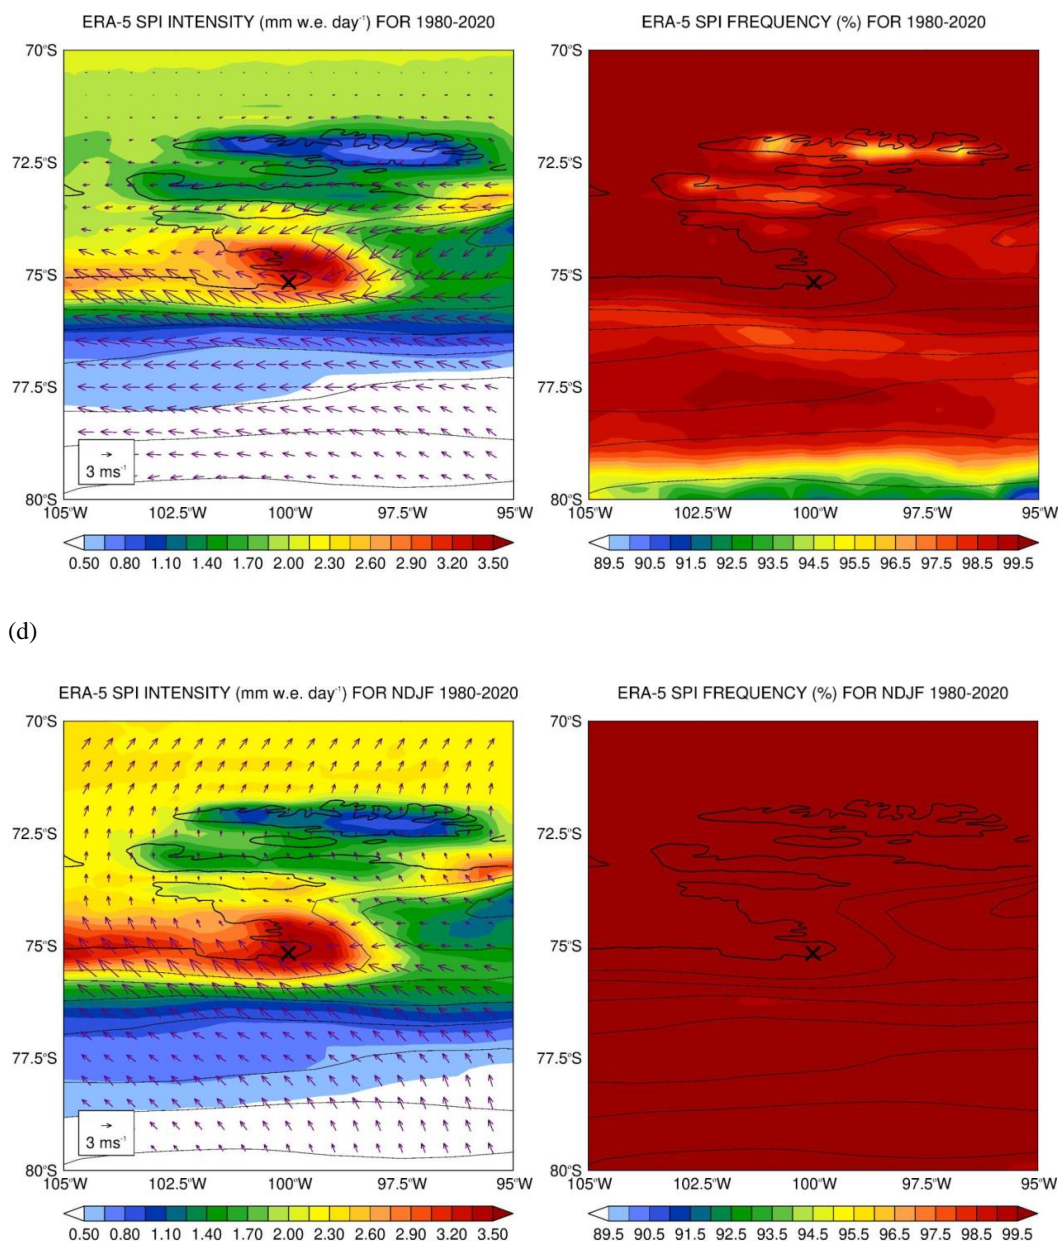 ERA-5 SPI INTENSITY (mm w.e. day⁻¹) FOR 1980-2020
ERA-5 SPI FREQUENCY (%) FOR 1980-2020
70°S
72.5°S
75°S
77.5°S
80°S
3 ms⁻¹
105°W 102.5°W 100°W 97.5°W 95°W
0.50 0.80 1.10 1.40 1.70 2.00 2.30 2.60 2.90 3.20 3.50
70°S
72.5°S
75°S
77.5°S
80°S
105°W 102.5°W 100°W 97.5°W 95°W
89.5 90.5 91.5 92.5 93.5 94.5 95.5 96.5 97.5 98.5 99.5
(d)
ERA-5 SPI INTENSITY (mm w.e. day⁻¹) FOR NDJF 1980-2020
ERA-5 SPI FREQUENCY (%) FOR NDJF 1980-2020
70°S
72.5°S
75°S
77.5°S
80°S
3 ms⁻¹
105°W 102.5°W 100°W 97.5°W 95°W
0.50 0.80 1.10 1.40 1.70 2.00 2.30 2.60 2.90 3.20 3.50
70°S
72.5°S
75°S
77.5°S
80°S
105°W 102.5°W 100°W 97.5°W 95°W
89.5 90.5 91.5 92.5 93.5 94.5 95.5 96.5 97.5 98.5 99.5